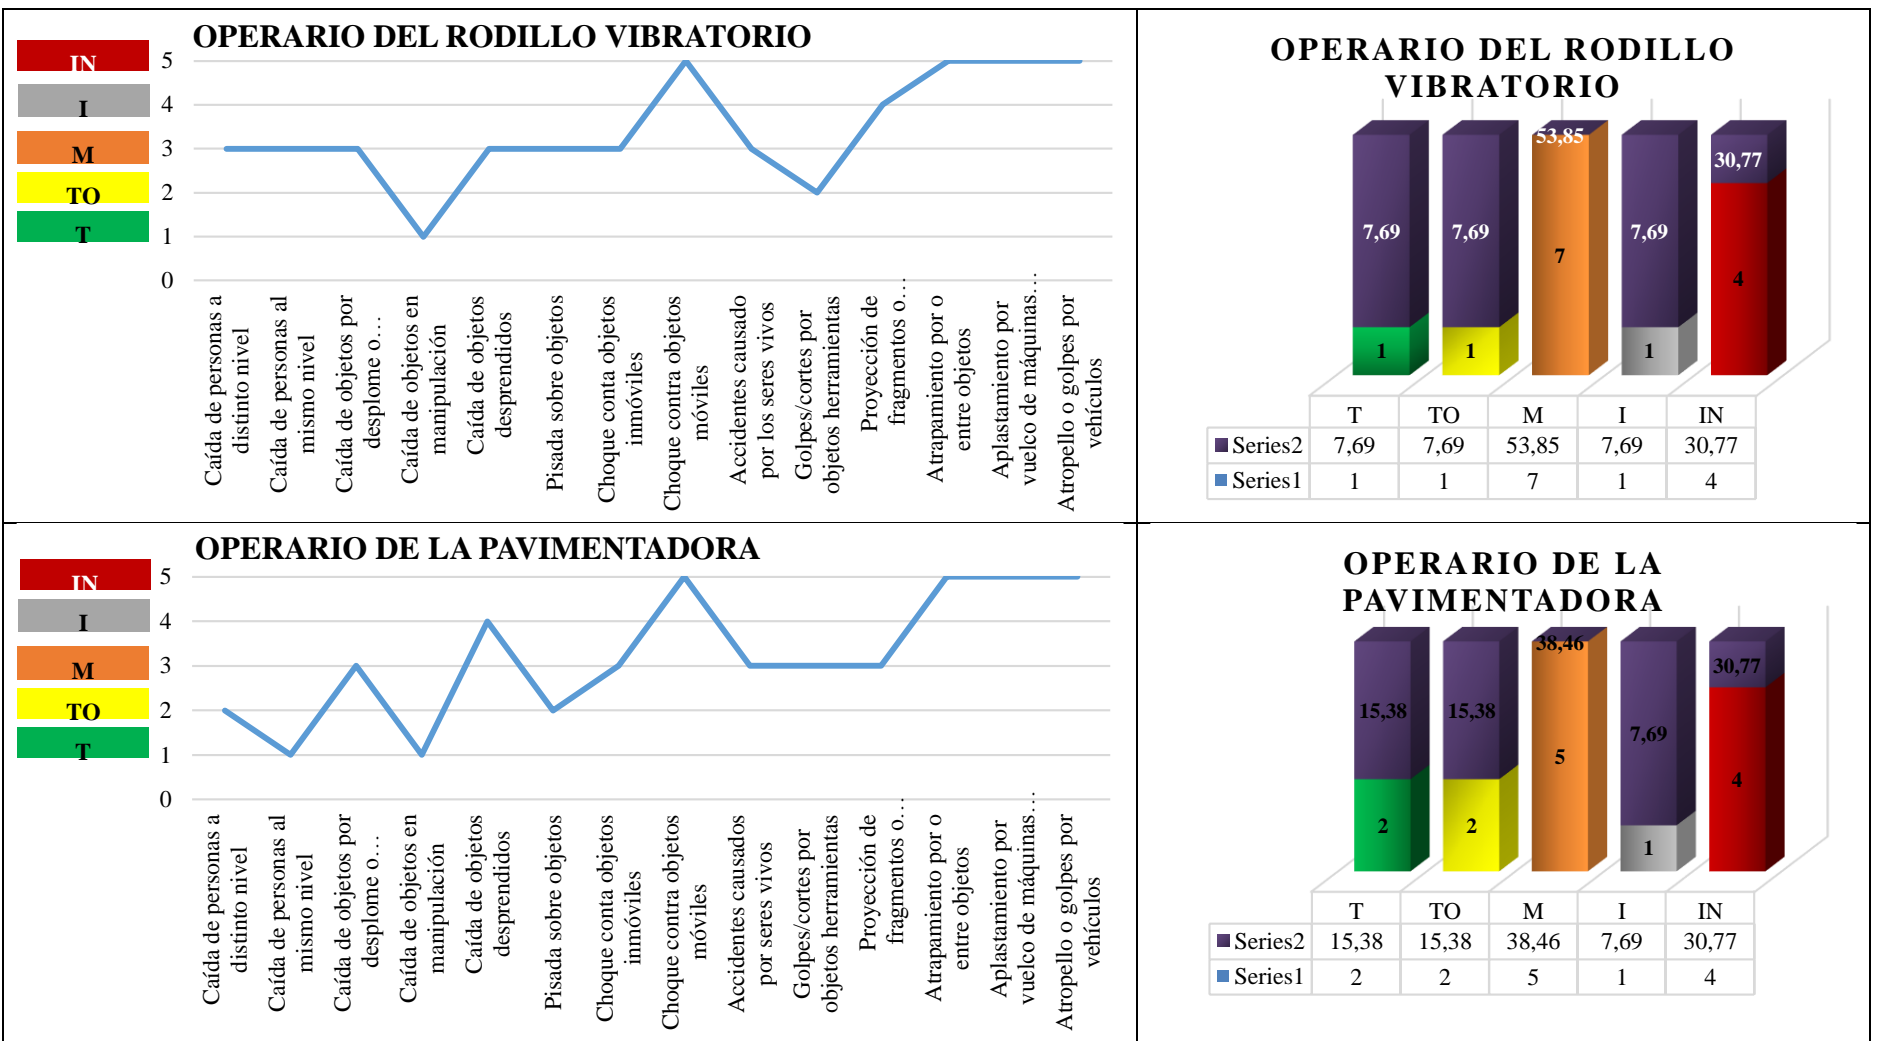 OPERARIO DEL RODILLO VIBRATORIO
IN
I
M
TO
T
5
4
3
2
1
0
Caída de personas a
distinto nivel
Caída de personas al
mismo nivel
Caída de objetos por
desplome o…
Caída de objetos en
manipulación
Caída de objetos
desprendidos
Pisada sobre objetos
Choque conta objetos
inmóviles
Choque contra objetos
móviles
Accidentes causado
por los seres vivos
Golpes/cortes por
objetos herramientas
Proyección de
fragmentos o…
Atrapamiento por o
entre objetos
Aplastamiento por
vuelco de máquinas…
Atropello o golpes por
vehículos
OPERARIO DEL RODILLO
VIBRATORIO
53,85
30,77
7,69 7,69 7 7,69
4
1 1 1
T TO M I IN
Series2 7,69 7,69 53,85 7,69 30,77
Series1 1 1 7 1 4
OPERARIO DE LA PAVIMENTADORA
IN
I
M
TO
T
5
4
3
2
1
0
Caída de personas a
distinto nivel
Caída de personas al
mismo nivel
Caída de objetos por
desplome o…
Caída de objetos en
manipulación
Caída de objetos
desprendidos
Pisada sobre objetos
Choque conta objetos
inmóviles
Choque contra objetos
móviles
Accidentes causados
por seres vivos
Golpes/cortes por
objetos herramientas
Proyección de
fragmentos o…
Atrapamiento por o
entre objetos
Aplastamiento por
vuelco de máquinas…
Atropello o golpes por
vehículos
OPERARIO DE LA
PAVIMENTADORA
38,46
30,77
15,38 15,38 7,69
5
4
2 2 1
T TO M I IN
Series2 15,38 15,38 38,46 7,69 30,77
Series1 2 2 5 1 4